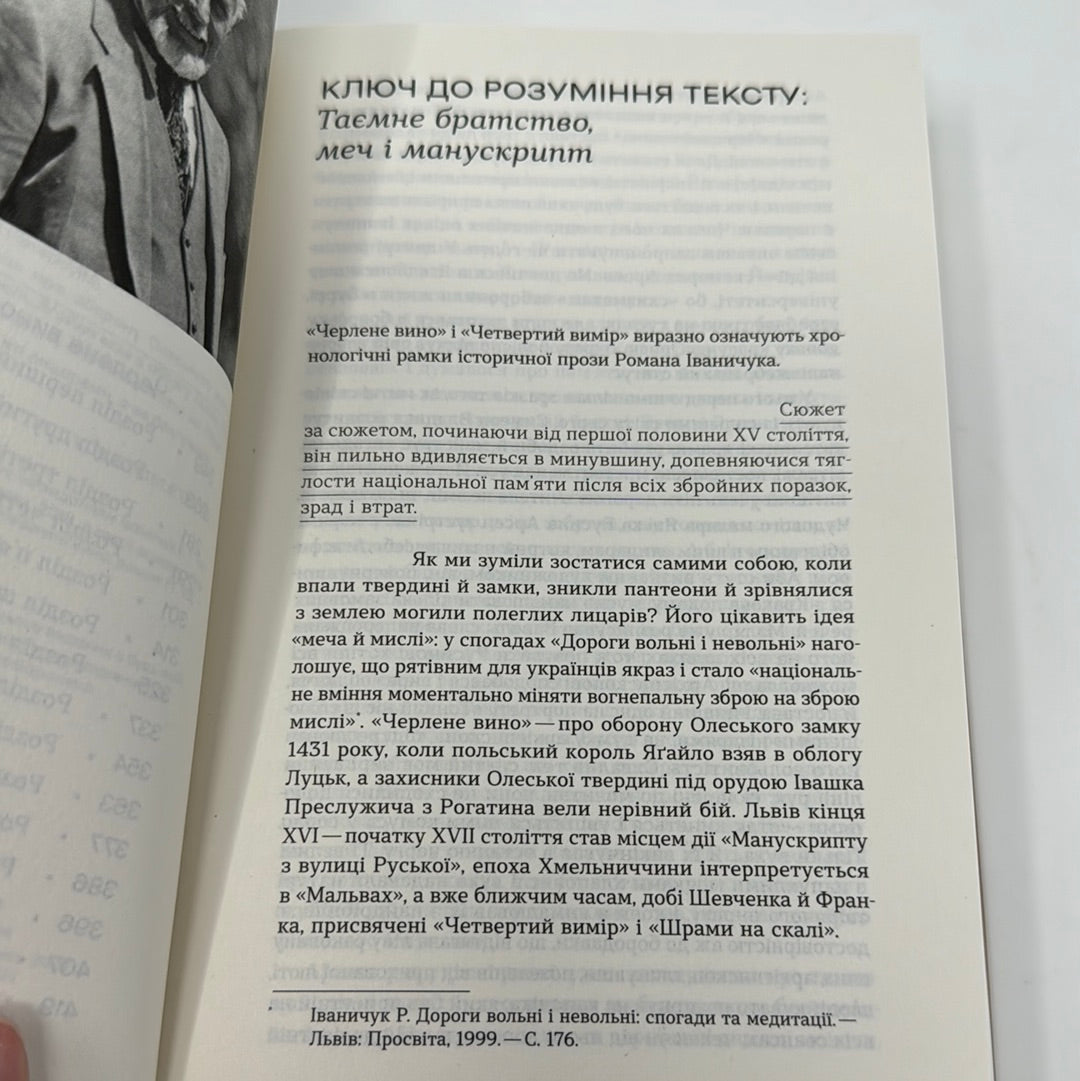 КЛЮЧ ДО РОЗУМІННЯ ТЕКСТУ:
Таємне братство,
меч і манускрипт
«Черлене вино» і «Четвертий вимір» виразно означують хро-
нологічні рамки історичної прози Романа Іваничука.
Сюжет
за сюжетом, починаючи від першої половини XV століття,
він пильно вдивляється в минувшину, допевняючися тяг-
лости національної пам'яти після всіх збройних поразок,
зрад і втрат.
Як ми зуміли зостатися самими собою, коли
впали твердині й замки, зникли пантеони й зрівнялися
з землею могили полеглих лицарів? Його цікавить ідея
«меча й мислі»: у спогадах «Дороги вольні і невольні» наго-
лошує, що рятівним для українців якраз і стало «національ-
не вміння моментально міняти вогнепальну зброю на зброю
мислі»*. «Черлене вино» — про оборону Олеського замку
1431 року, коли польський король Яґайло взяв в облогу
Луцьк, а захисники Олеської твердині під орудою Івашка
Преслужича з Рогатина вели нерівний бій. Львів кінця
XVI — початку XVII століття став місцем дії «Манускрипту
з вулиці Руської», епоха Хмельниччини інтерпретується
в «Мальвах», а вже ближчим часам, добі Шевченка й Фран-
ка, присвячені «Четвертий вимір» і «Шрами на скалі».
* Іваничук Р. Дороги вольні і невольні: спогади та медитації. —
Львів: Просвіта, 1999. — С. 176.